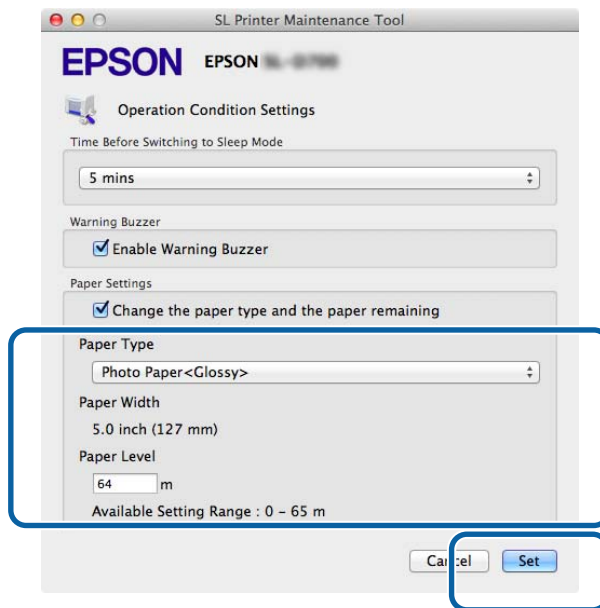 SL Printer Maintenance Tool
EPSON EPSON
Operation Condition Settings
Time Before Switching to Sleep Mode
5 mins
Warning Buzzer
Enable Warning Buzzer
Paper Settings
Change the paper type and the paper remaining
Paper Type
Photo Paper<Glossy>
Paper Width
5.0 inch (127 mm)
Paper Level
64 m
Available Setting Range : 0 – 65 m
Cancel Set